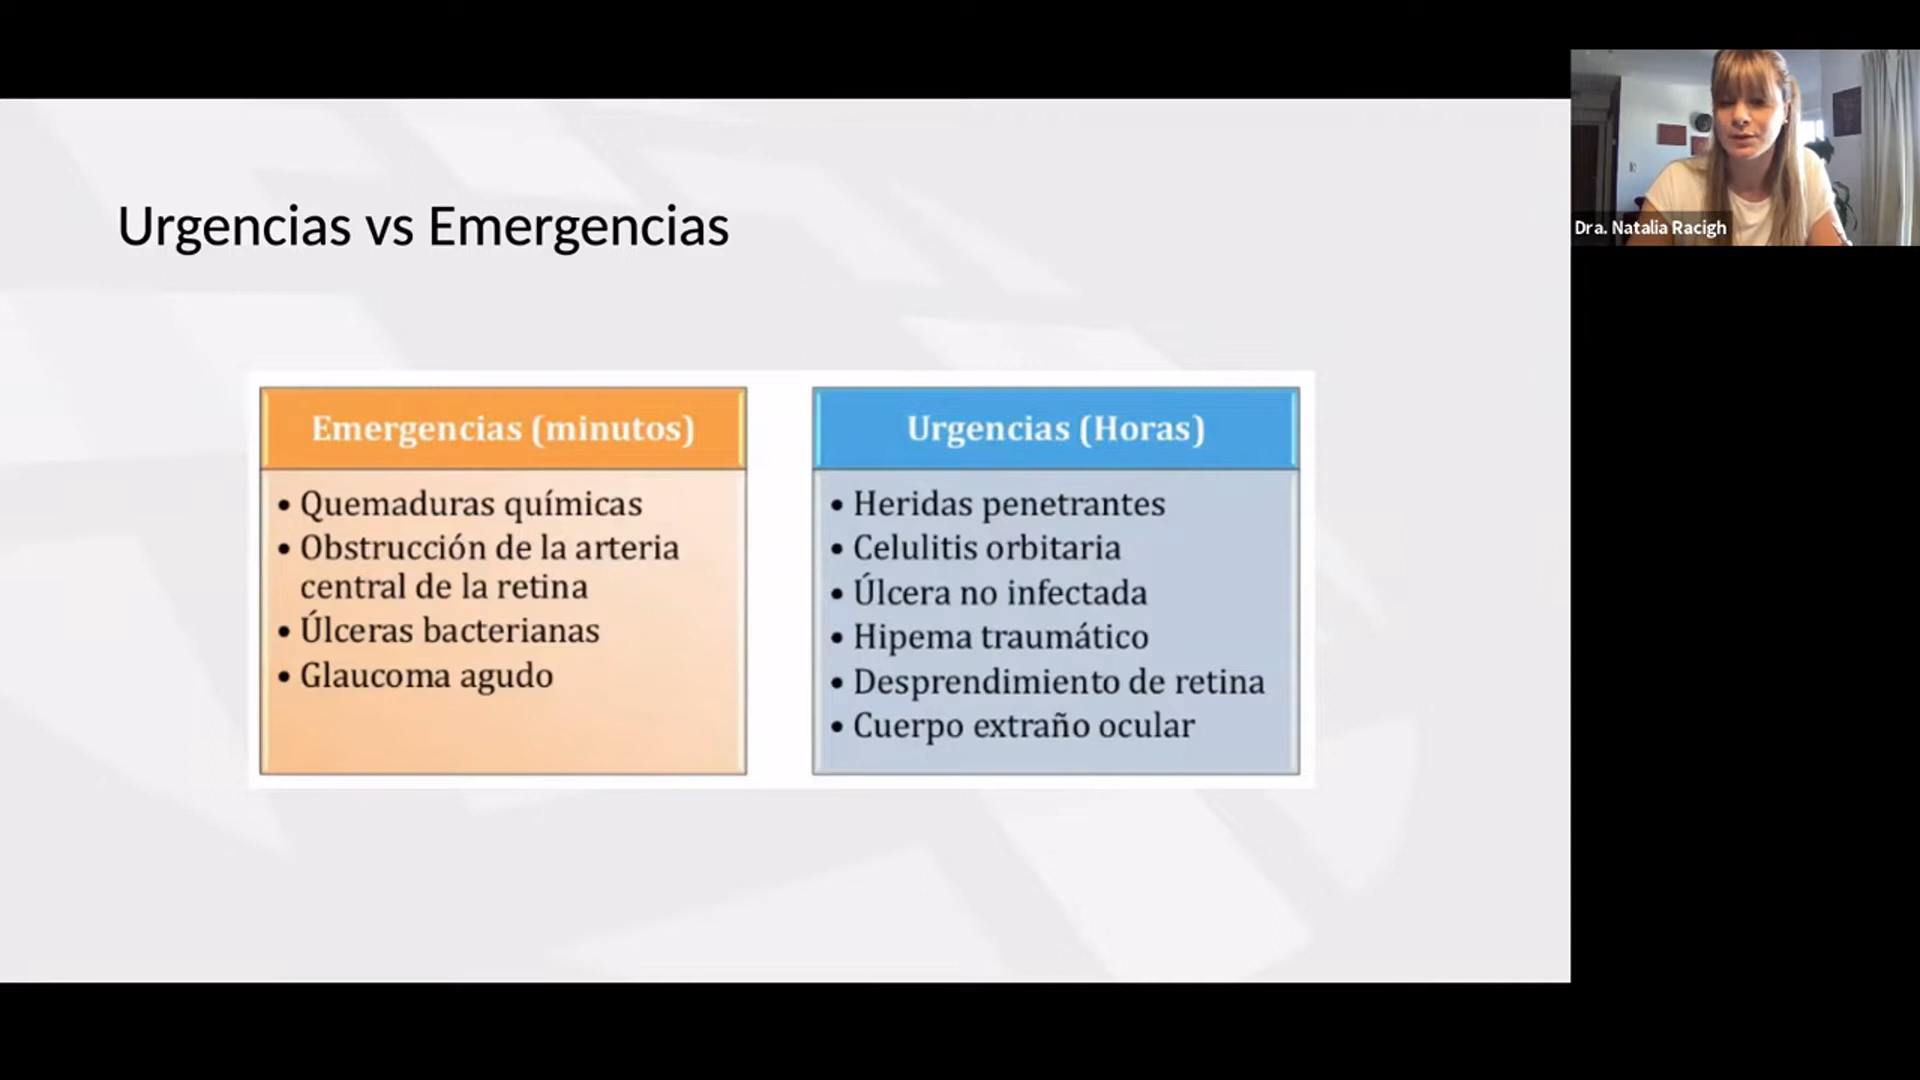 Urgencias vs Emergencias
Emergencias (minutos)
• Quemaduras químicas
• Obstrucción de la arteria
central de la retina
• Úlceras bacterianas
• Glaucoma agudo
Urgencias (Horas)
• Heridas penetrantes
• Celulitis orbitaria
• Úlcera no infectada
• Hipema traumático
• Desprendimiento de retina
• Cuerpo extraño ocular
Dra. Natalia Racigh